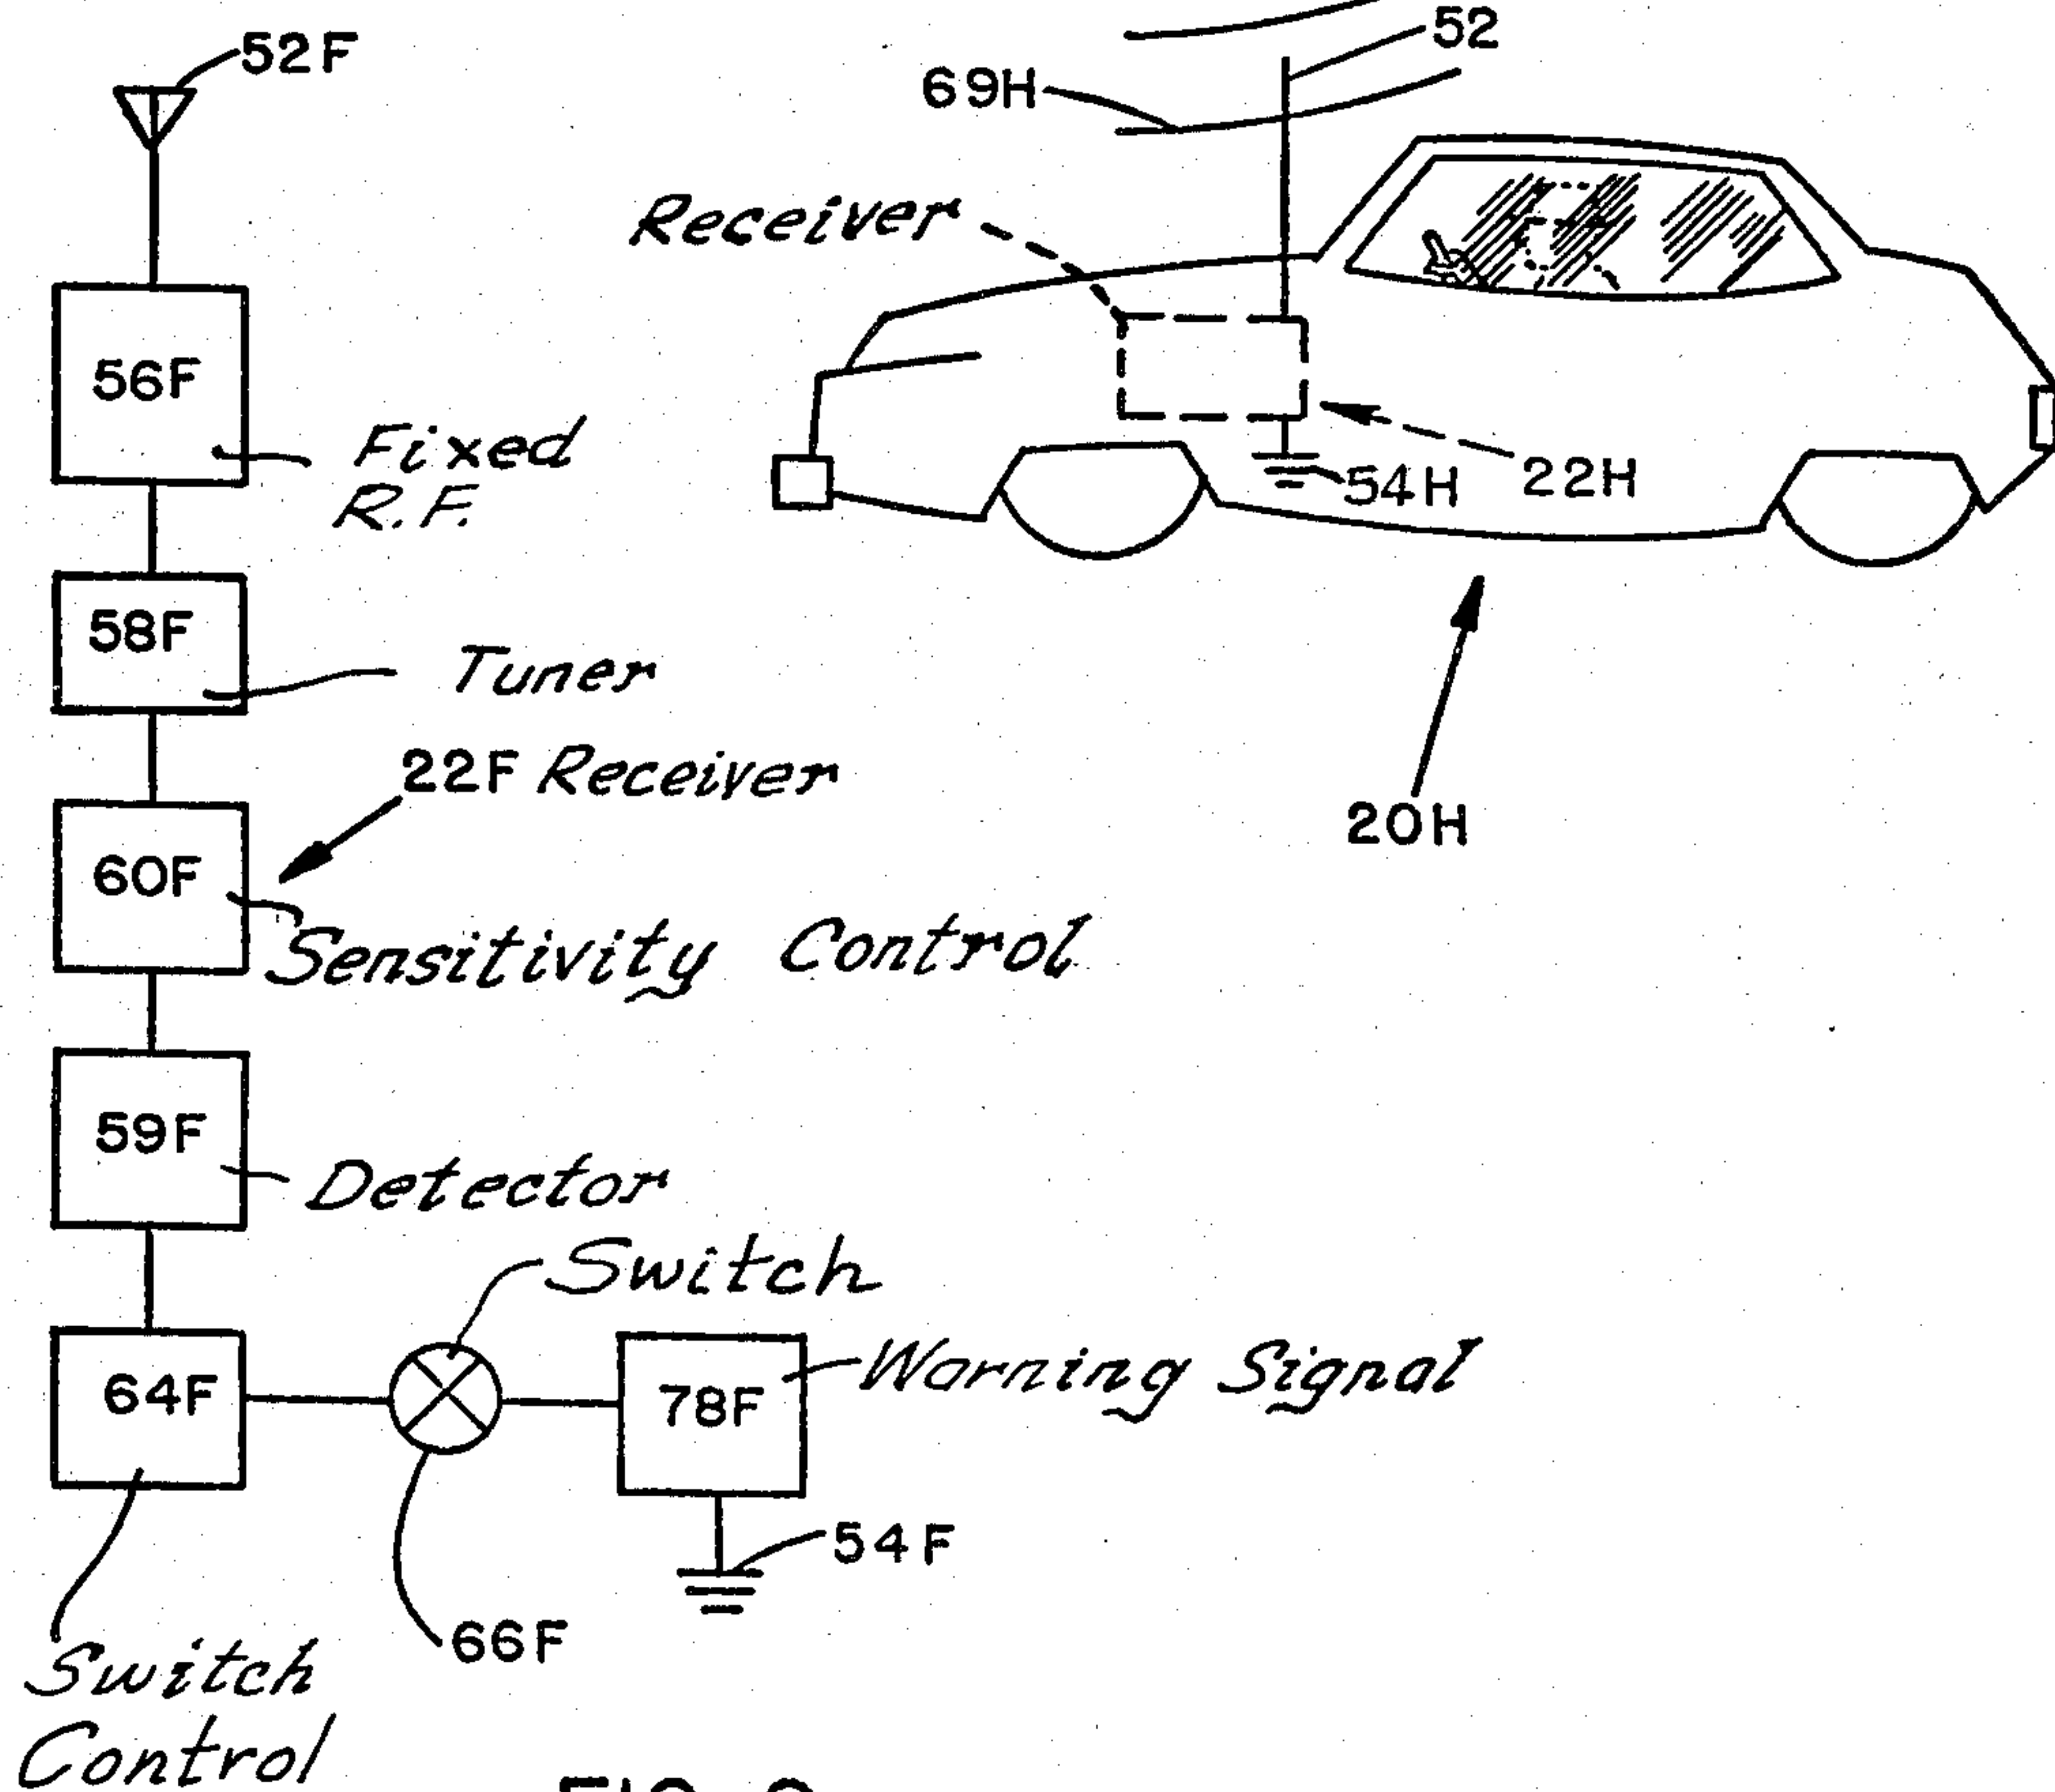 52F
52
69H
Receiver
56F
Fixed
R.F.
54H
22H
58F
Tuner
22F Receiver
20H
60F
Sensitivity Control
59F
Detector
Switch
64F
78F
Warning Signal
54F
66F
Switch
Control